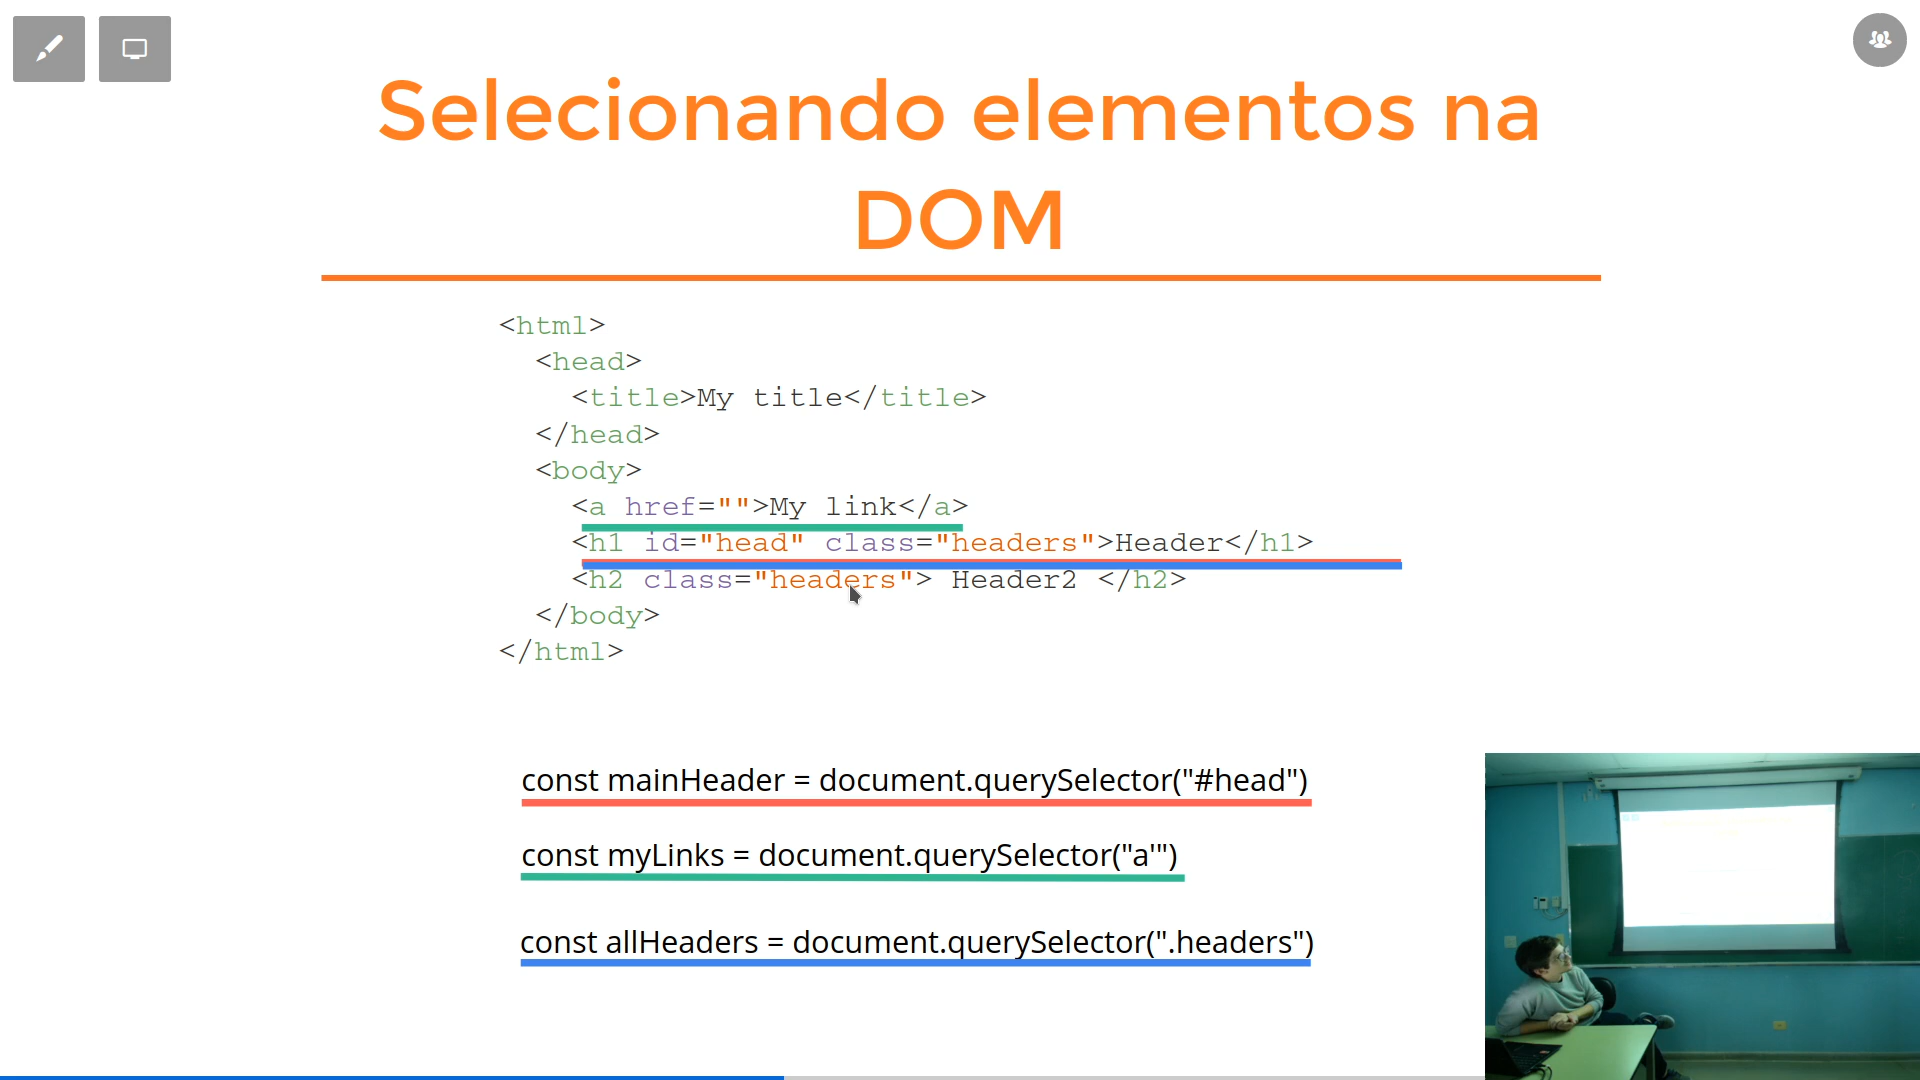 Selecionando elementos na
DOM
<html>
<head>
<title>My title</title>
</head>
<body>
<a href="">My link</a>
<h1 id="head" class="headers">Header</h1>
<h2 class="headers"> Header2 </h2>
</body>
</html>
const mainHeader = document.querySelector("#head")
const myLinks = document.querySelector("a'")
const allHeaders = document.querySelector(".headers")